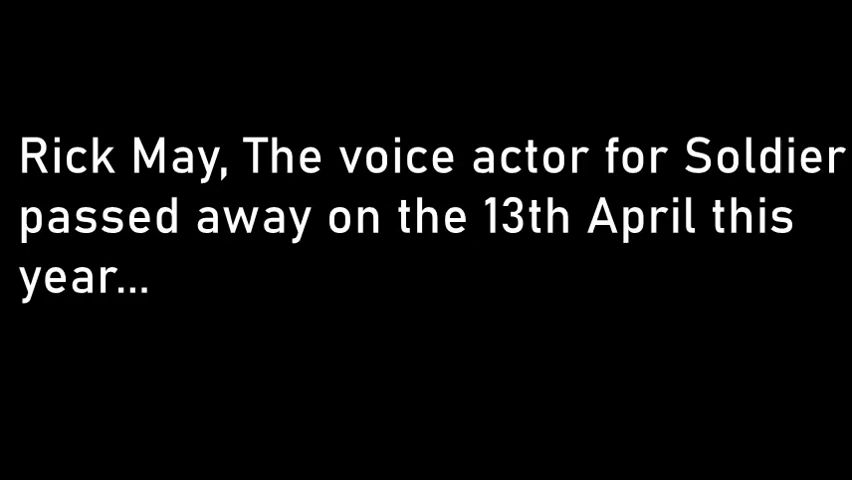 Rick May, The voice actor for Soldier
passed away on the 13th April this
year...